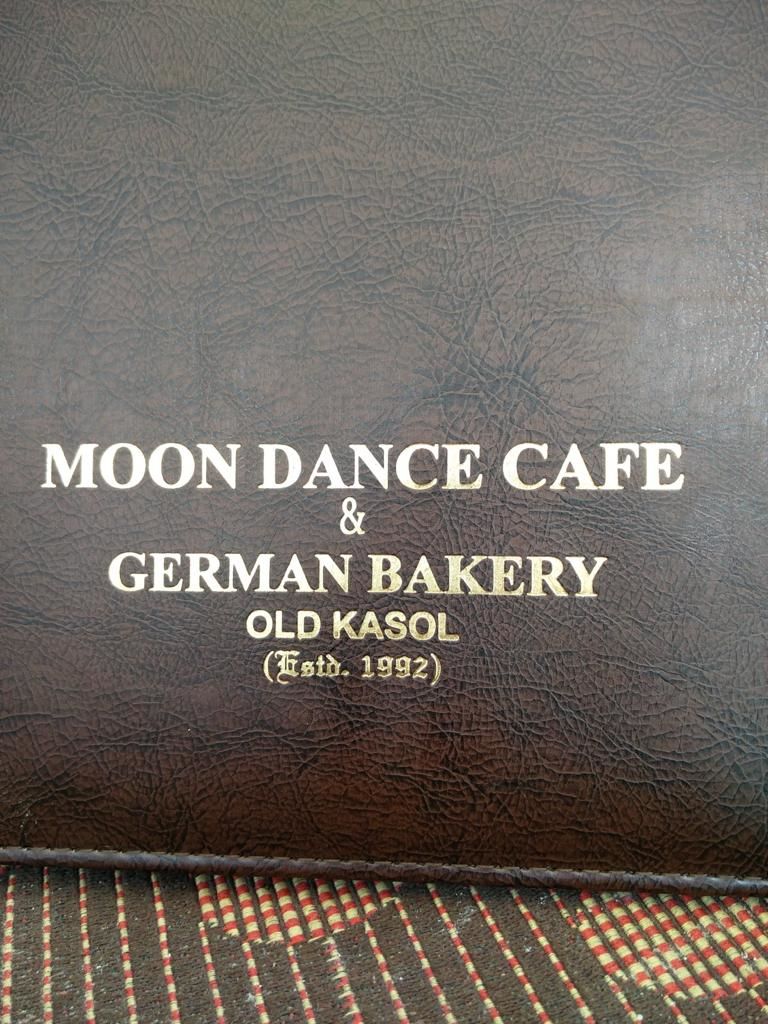 MOON DANCE CAFE
&
GERMAN BAKERY
OLD KASOL
(Estd. 1992)